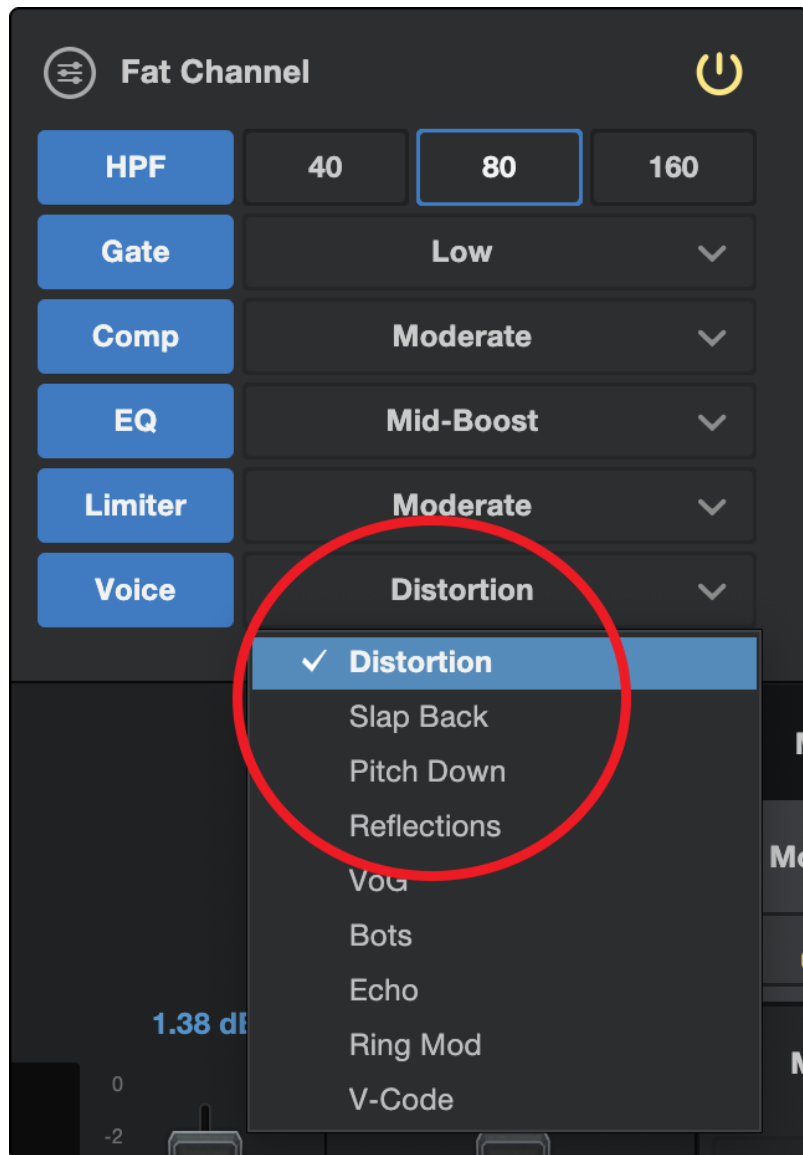 Fat Channel
HPF 40 80 160
Gate Low
Comp Moderate
EQ Mid-Boost
Limiter Moderate
Voice Distortion
✓ Distortion
Slap Back
Pitch Down
Reflections
VoG
Bots
Echo
Ring Mod
V-Code
1.38
0
-2